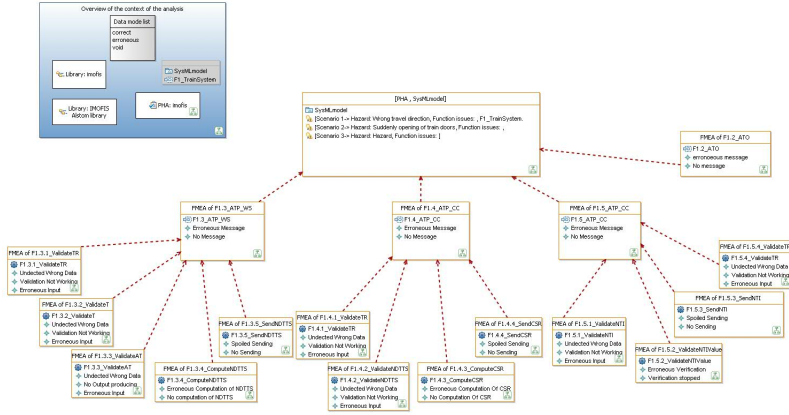 Overview of the context of the analysis
Data mode list
correct
erroneous
void
Library: imofis
SysMLmodel
F1_TrainSystem
Library: IMOFIS
Alstom library
PHA: imofis
[PHA , SysMLmodel]
SysMLmodel
[Scenario 1-> Hazard: Wrong travel direction, Function issues: , F1_TrainSystem.
[Scenario 2-> Hazard: Suddenly opening of train doors, Function issues: ,
[Scenario 3-> Hazard: Hazard, Function issues: ]
FMEA of F1.2_ATO
F1.2_ATO
erronoeous message
No message
FMEA of F1.3_ATP_WS
F1.3_ATP_WS
Erroneous Message
No Message
FMEA of F1.4_ATP_CC
F1.4_ATP_CC
Erroneous Message
No Message
FMEA of F1.5_ATP_CC
F1.5_ATP_CC
Erroneous Message
No Message
FMEA of F1.3.1_ValidateTR
F1.3.1_ValidateTR
Undected Wrong Data
Validation Not Working
Erroneous Input
FMEA of F1.3.2_ValidateT
F1.3.2_ValidateT
Undected Wrong Data
Validation Not Working
Erroneous Input
FMEA of F1.3.3_ValidateAT
F1.3.3_ValidateAT
Undected Wrong Data
No Output producing
Erroneous Input
FMEA of F1.3.4_ComputeNDTTS
F1.3.4_ComputeNDTTS
Erroneous Computation of NDTTS
No computation of NDTTS
FMEA of F1.3.5_SendNDTTS
F1.3.5_SendNDTTS
Spoiled Sending
No Sending
FMEA of F1.4.1_ValidateTR
F1.4.1_ValidateTR
Undected Wrong Data
Validation Not Working
Erroneous Input
FMEA of F1.4.2_ValidateNDTTS
F1.4.2_ValidateNDTTS
Undected Wrong Data
Validation Not Working
Erroneous Input
FMEA of F1.4.3_ComputeCSR
F1.4.3_ComputeCSR
Erroneous Computation Of CSR
No Computation Of CSR
FMEA of F1.4.4_SendCSR
F1.4.4_SendCSR
Spoiled Sending
No Sending
FMEA of F1.5.1_ValidateNTI
F1.5.1_ValidateNTI
Undected Wrong Data
Validation Not Working
Erroneous Input
FMEA of F1.5.2_ValidateNTIValue
F1.5.2_ValidateNTIValue
Erroneous Verification
Verification stopped
FMEA of F1.5.3_SendNTI
F1.5.3_SendNTI
Spoiled Sending
No Sending
FMEA of F1.5.4_ValidateTR
F1.5.4_ValidateTR
Undected Wrong Data
Validation Not Working
Erroneous Input